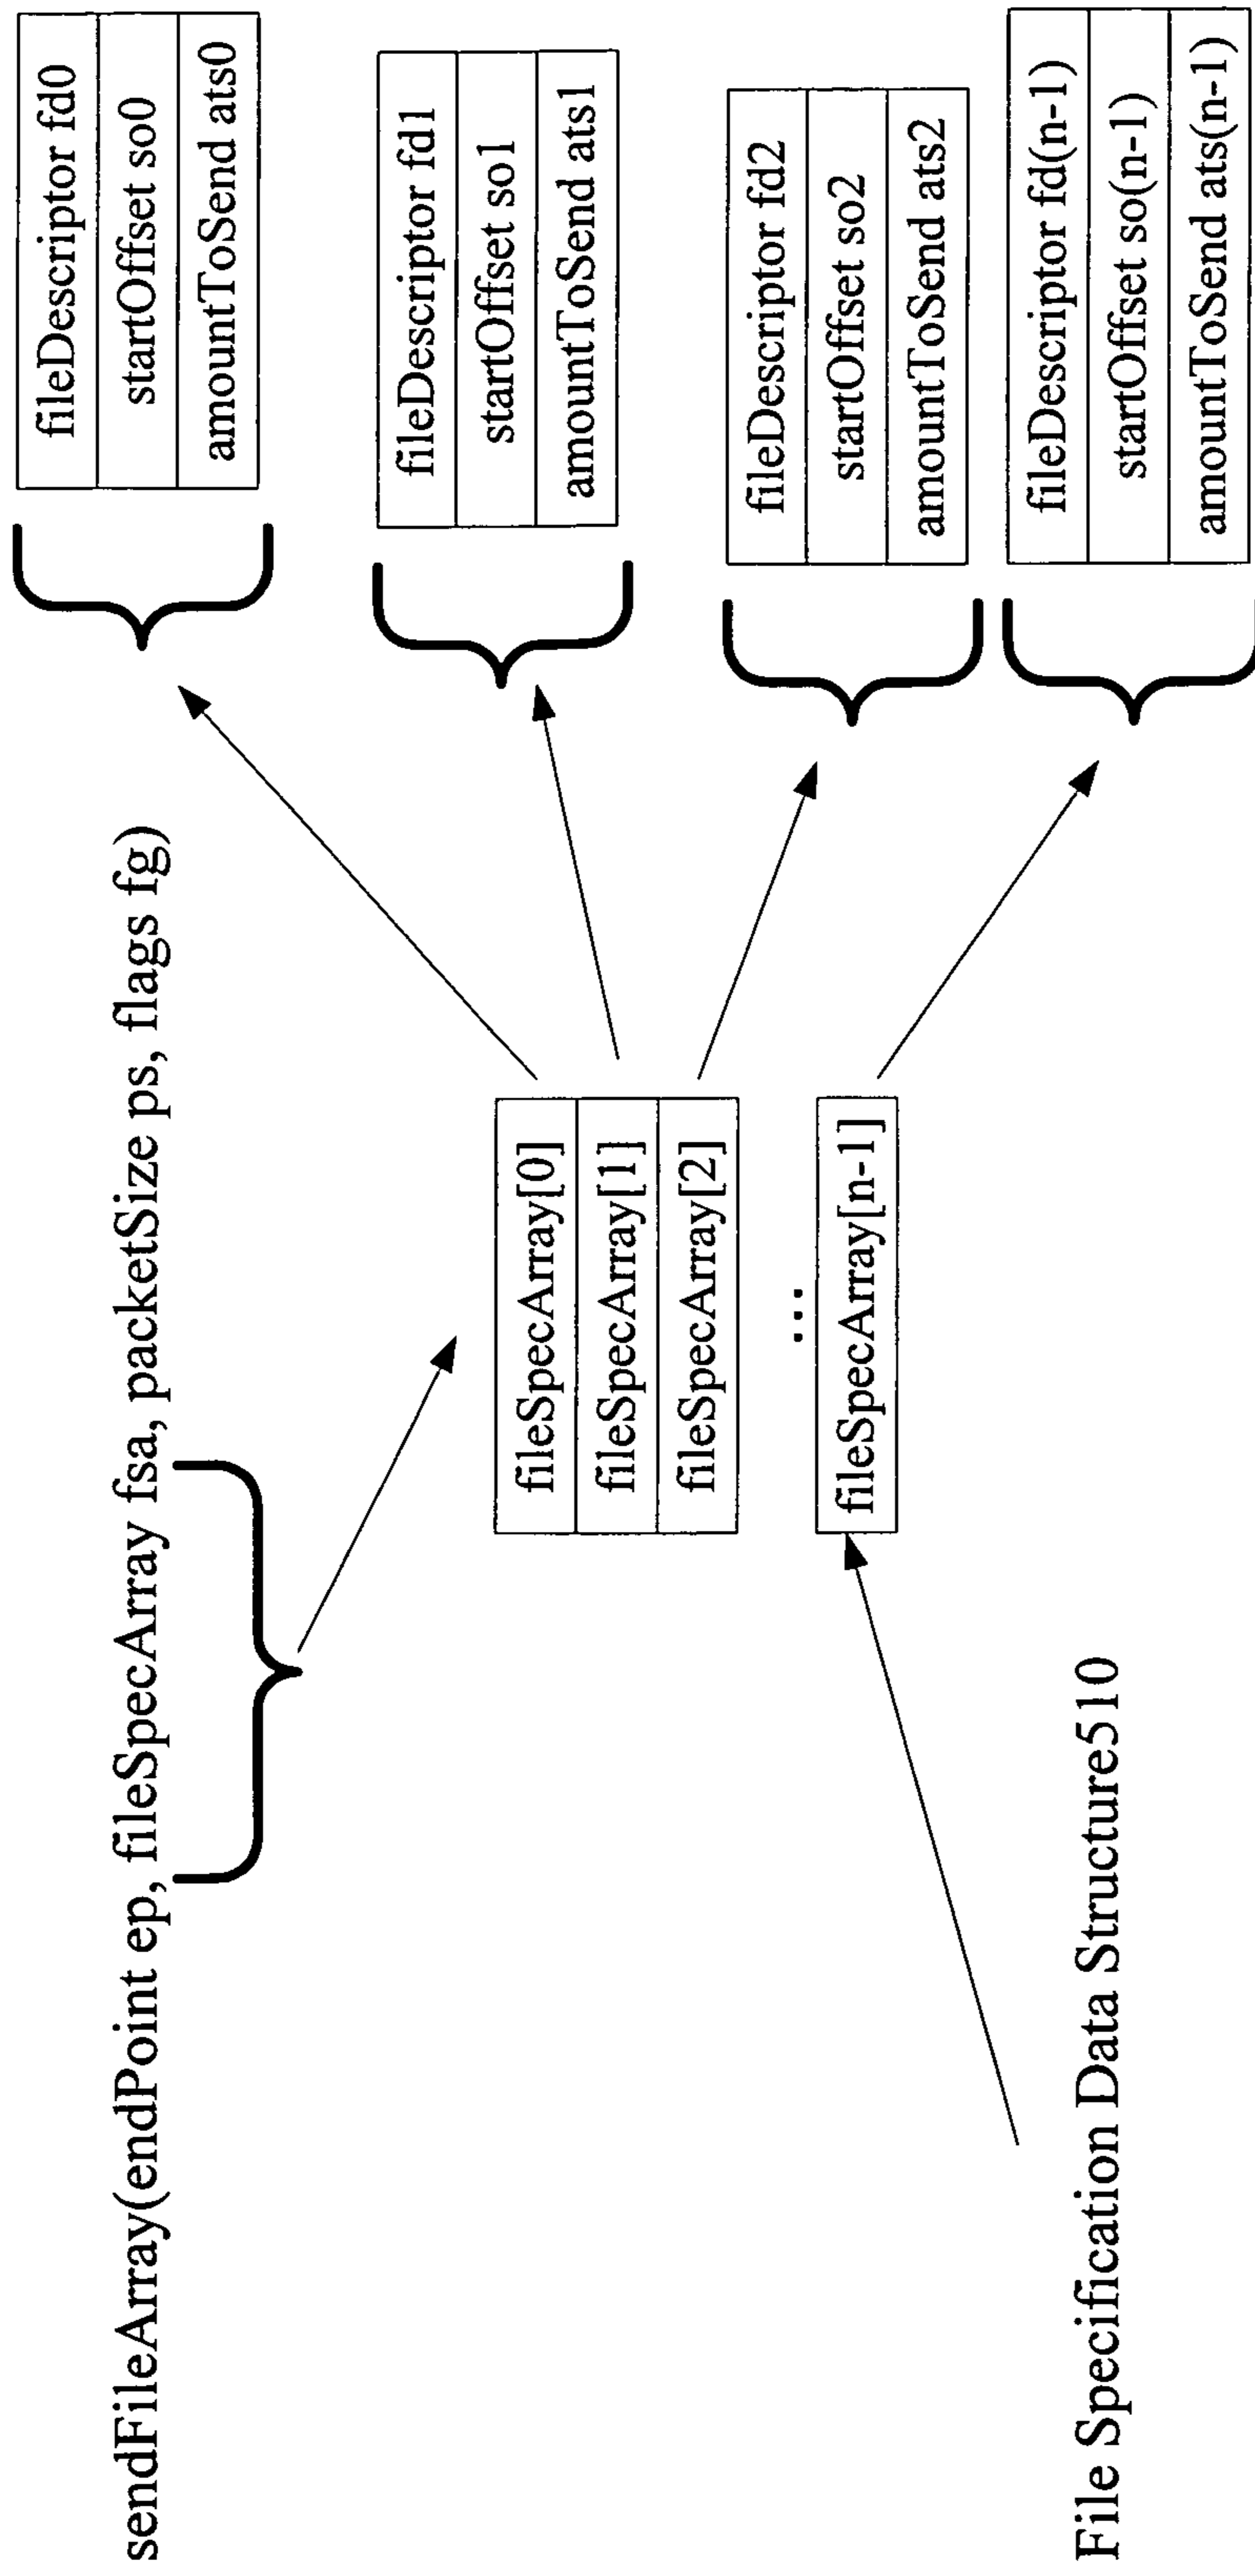 sendFileArray(endPoint ep, fileSpecArray fsa, packetSize ps, flags fg)
fileSpecArray[0]
fileSpecArray[1]
fileSpecArray[2]
...
fileSpecArray[n-1]
fileDescriptor fd0
startOffset so0
amountToSend ats0
fileDescriptor fd1
startOffset so1
amountToSend ats1
fileDescriptor fd2
startOffset so2
amountToSend ats2
fileDescriptor fd(n-1)
startOffset so(n-1)
amountToSend ats(n-1)
File Specification Data Structure510